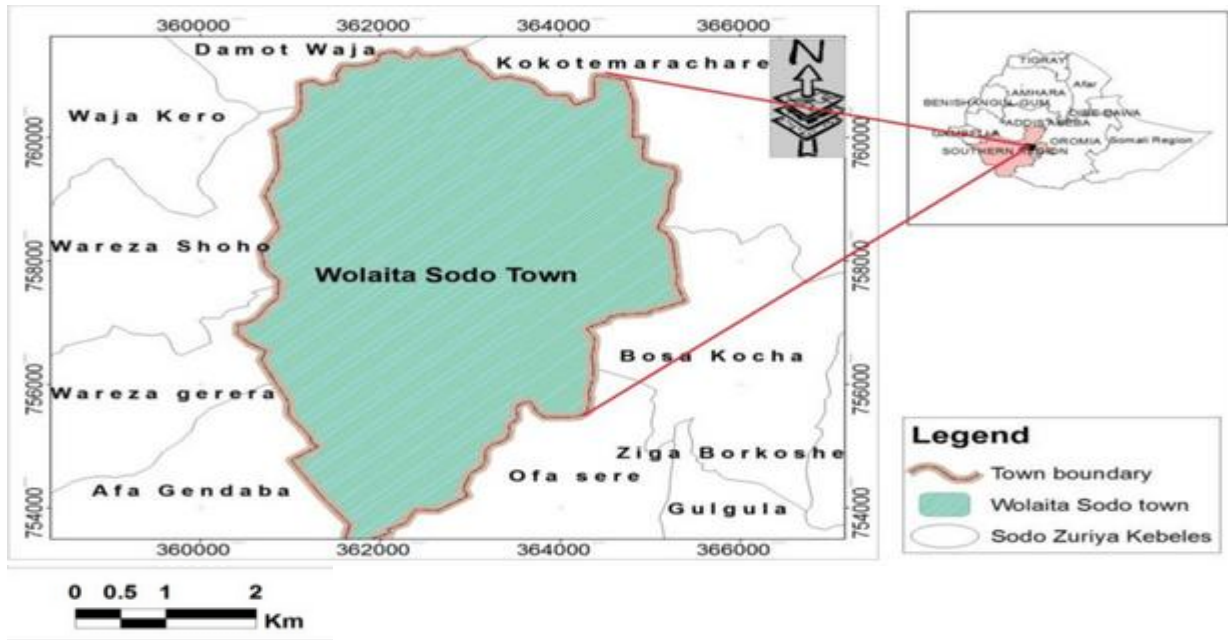 360000 362000 364000 366000
Damot Waja
Kokotemarachare
N
Waja Kero
760000 760000
Wareza Shoho
758000 758000
Wolaita Sodo Town
Bosa Kocha
756000 756000
Wareza gerera
Ziga Borkoshe
Ofa sere
Afa Gendaba
Gulgula
754000 754000
360000 362000 364000 366000
TIGRAY
Afar
AMHARA
BENISHANGUL GUM
DIRE DAWA
ADDIS ABEBA
OROMIA
Somali Region
SOUTHERN REGION
Legend
Town boundary
Wolaita Sodo town
Sodo Zuriya Kebeles
0 0.5 1 2
Km